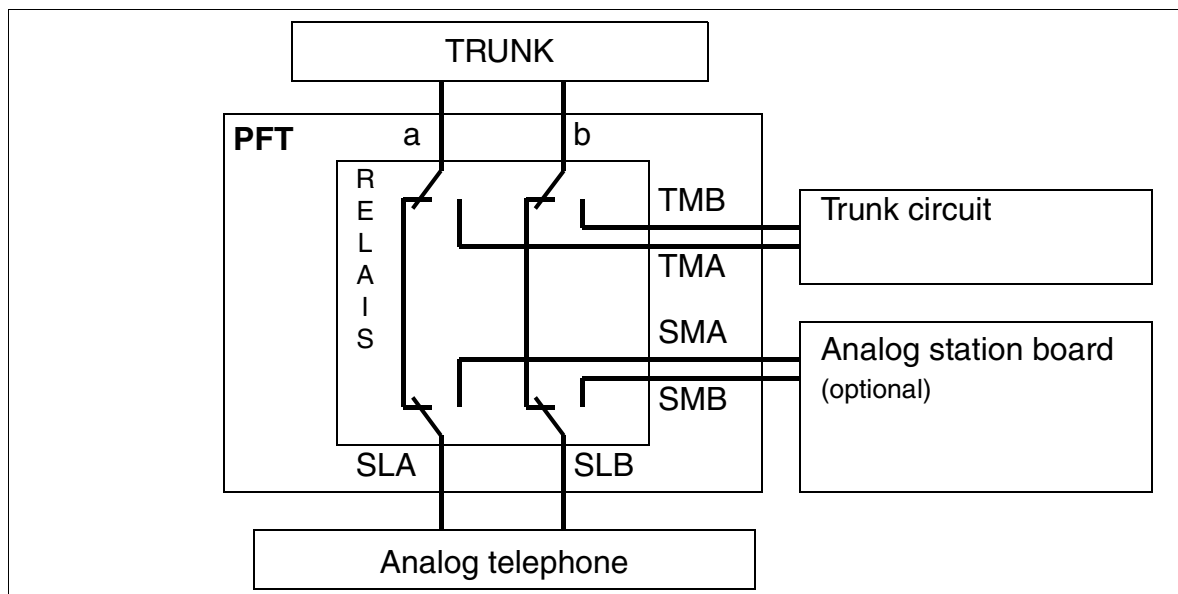 TRUNK
PFT
a
b
R
E
L
A
I
S
TMB
Trunk circuit
TMA
SMA
Analog station board
(optional)
SMB
SLA
SLB
Analog telephone